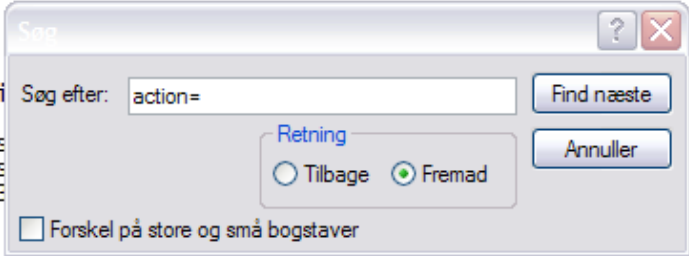 Søg
Søg efter: action= Find næste
Retning
Tilbage Fremad Annuller
Forskel på store og små bogstaver